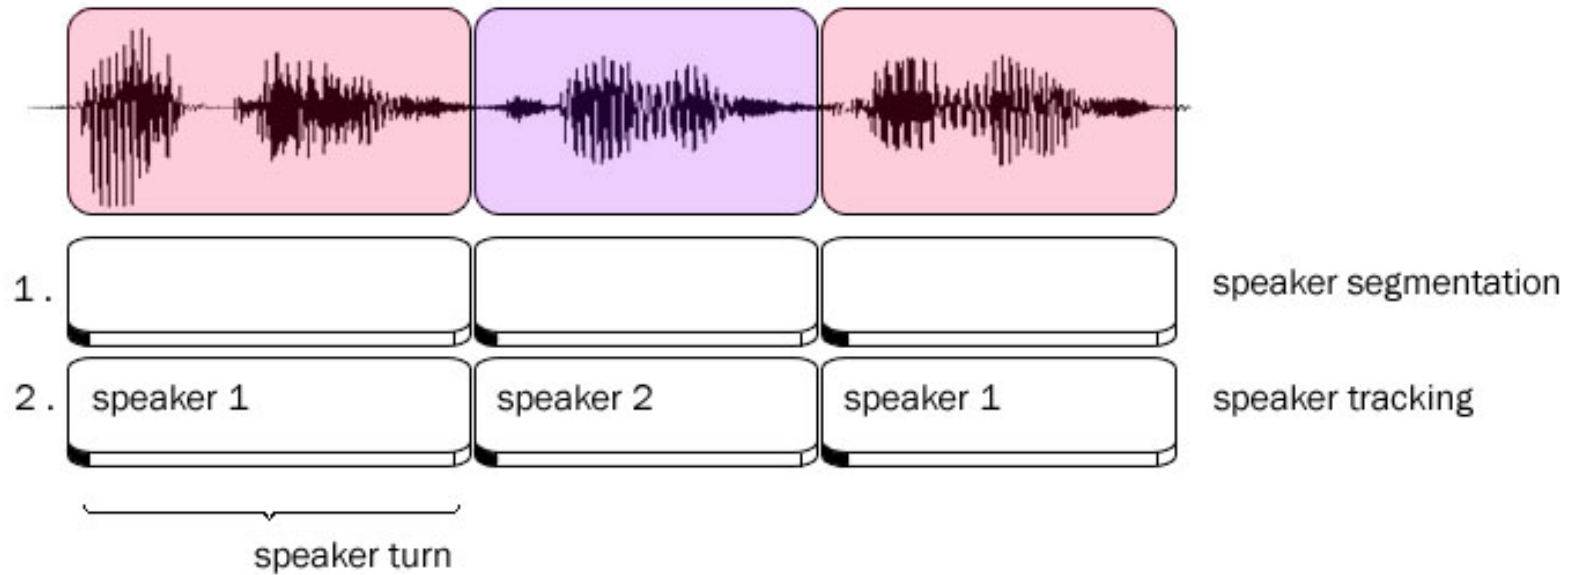 1. speaker segmentation
2. speaker 1 speaker 2 speaker 1 speaker tracking
speaker turn